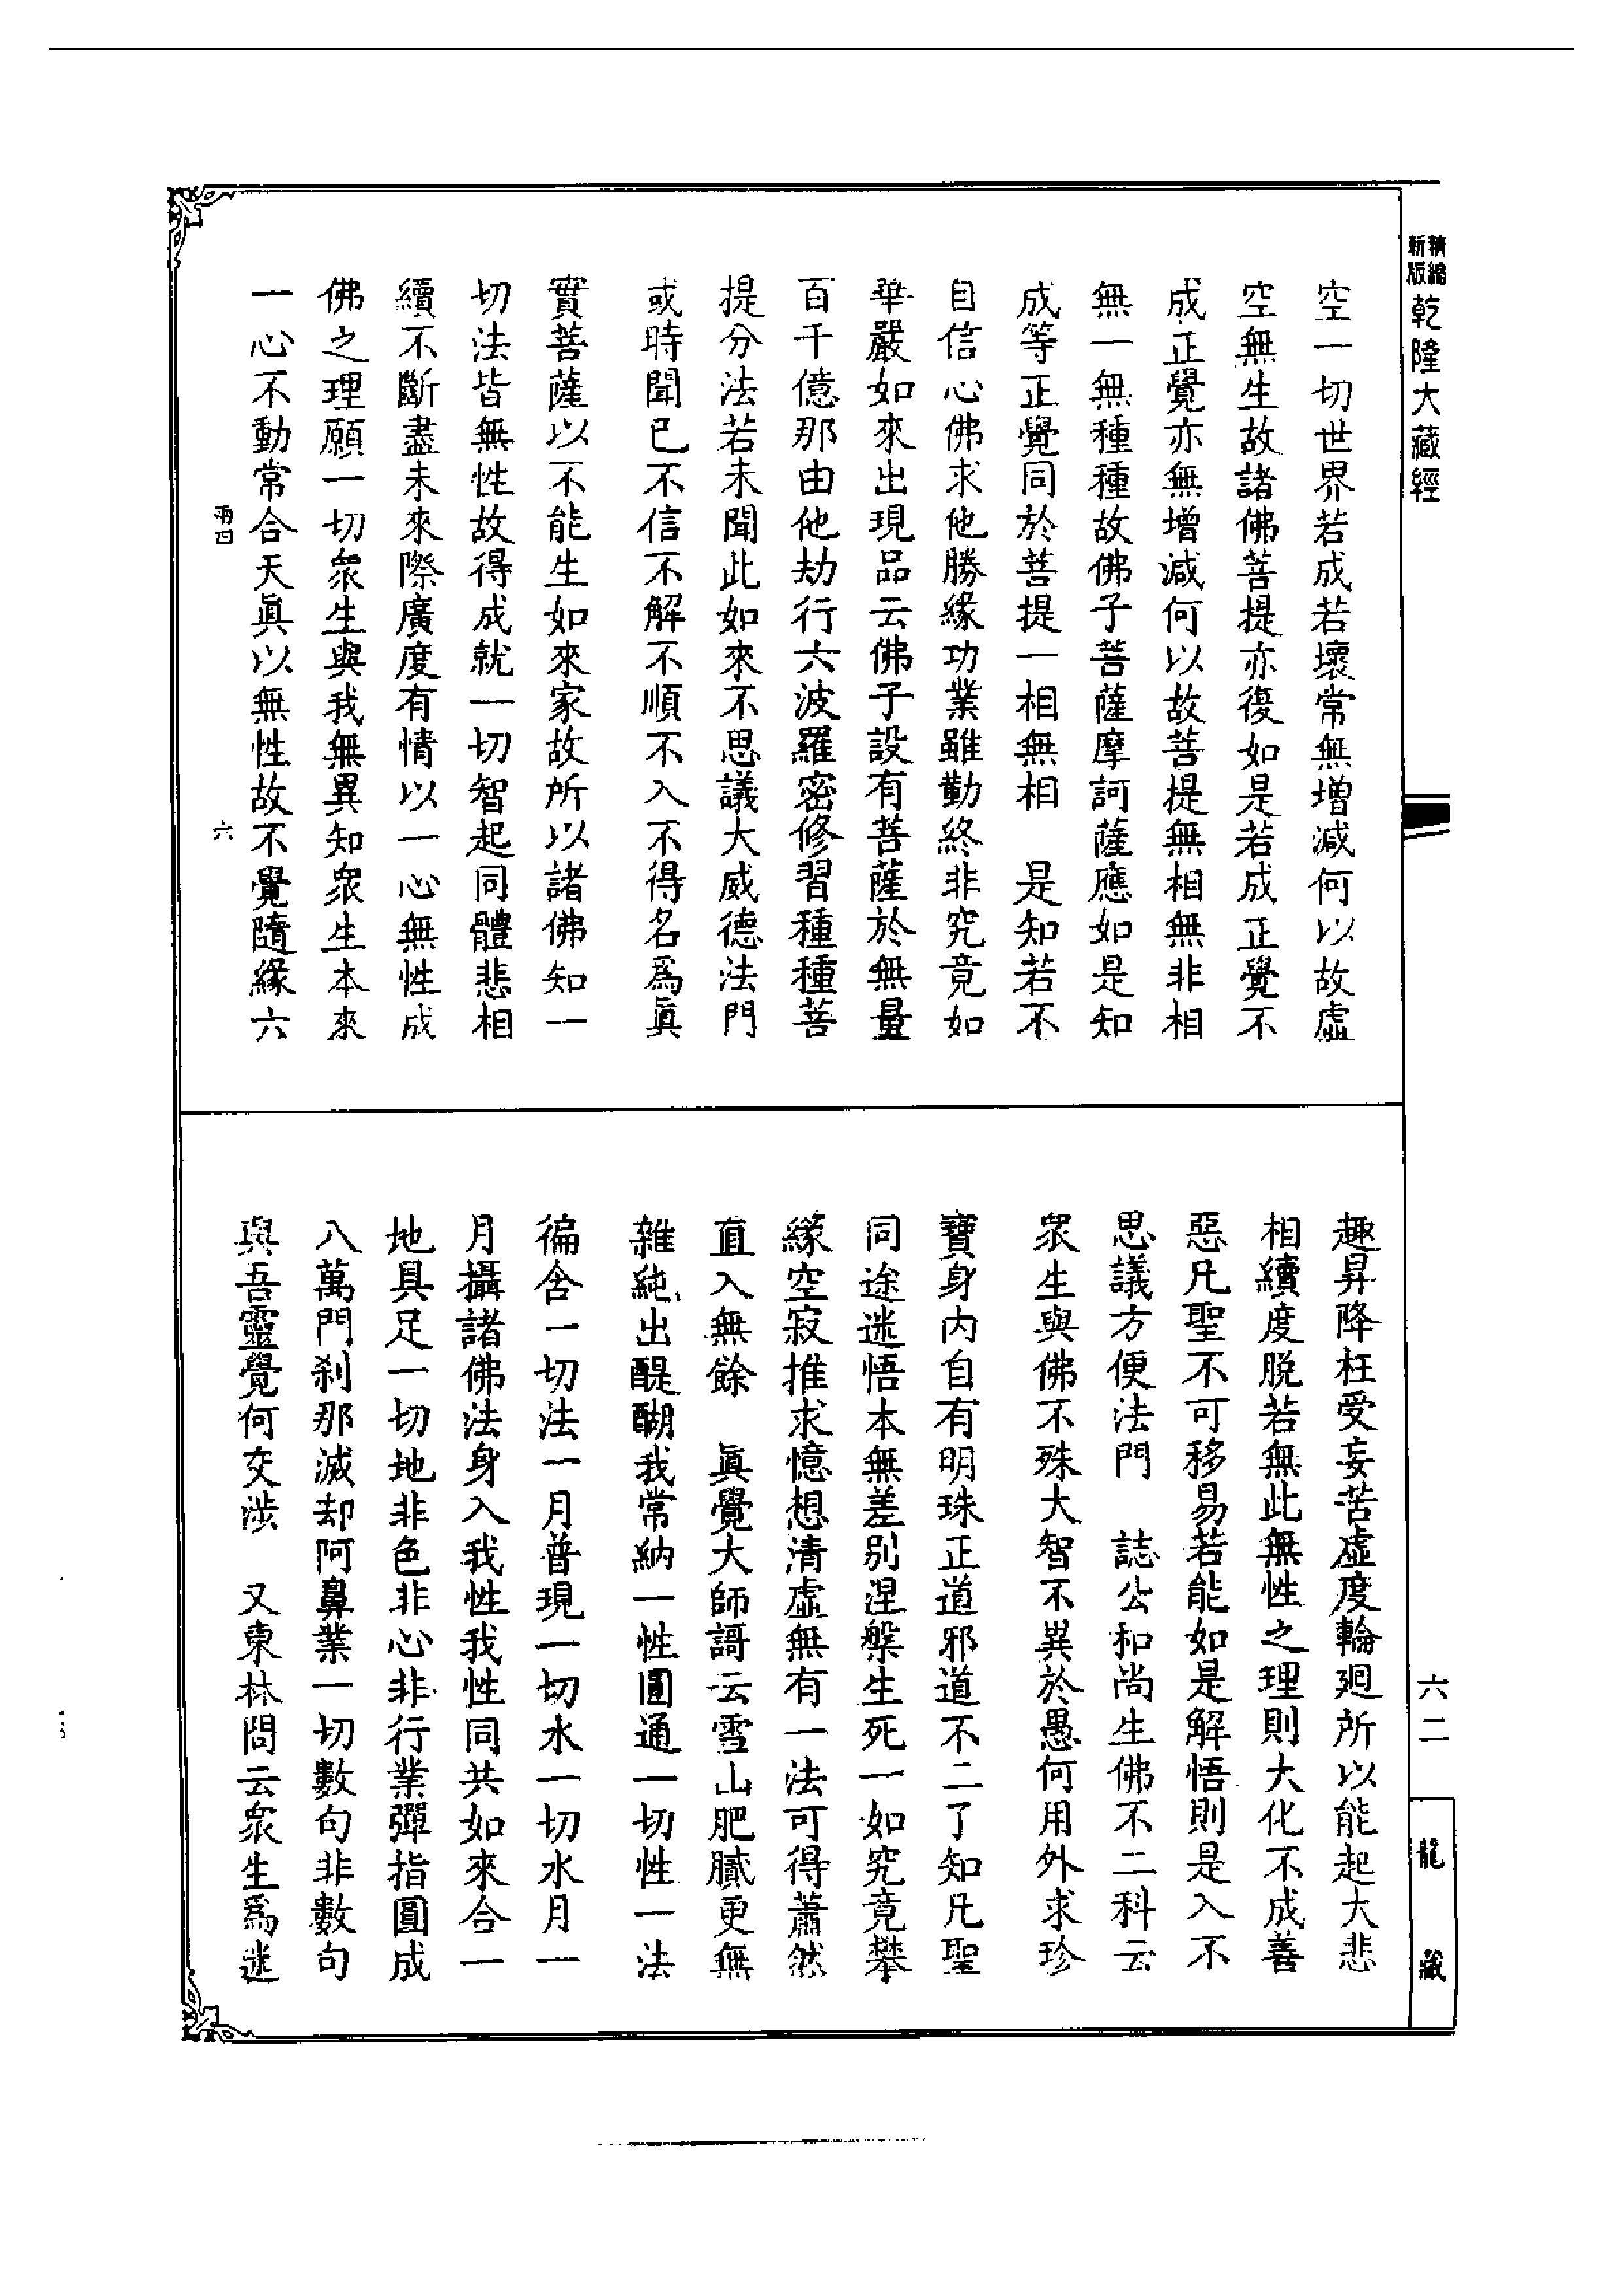 精編新版乾隆大藏經
空一切世界若成若壞常無增減何以故虛
空無生故諸佛菩提亦復如是若成正覺不
成正覺亦無增減何以故菩提無相無非相
無一無種種故佛子菩薩摩訶薩應如是知
成等正覺同於菩提一相無相　是知若不
自信心佛求他勝緣功業雖勤終非究竟如
華嚴如來出現品云佛子設有菩薩於無量
百千億那由他劫行六波羅密修習種種菩
提分法若未聞此如來不思議大威德法門
或時聞已不信不解不順不入不得名爲眞
實菩薩以不能生如來家故所以諸佛知一
切法皆無性故得成就一切智起同體悲相
續不斷盡未來際廣度有情以一心無性成
佛之理願一切衆生與我無異知衆生本來
一心不動常合天眞以無性故不覺隨緣六
六
趣昇降枉受妄苦虛度輪廻所以能起大悲
相續度脫若無此無性之理則大化不成善
惡凡聖不可移易若能如是解悟則是入不
思議方便法門　誌公和尚生佛不二科云
衆生與佛不殊大智不異於愚何用外求珍
寶身內自有明珠正道邪道不二了知凡聖
同途迷悟本無差別涅槃生死一如究竟攀
緣空寂推求憶想清虛無有一法可得蕭然
直入無餘　眞覺大師謌云雪山肥膩更無
雜純出醍醐我常納一性圓通一切性一法
徧含一切法一月普現一切水一切水月一
月攝諸佛法身入我性我性同共如來合一
地具足一切地非色非心非行業彈指圓成
八萬門剎那滅却阿鼻業一切數句非數句
與吾靈覺何交涉　又東林問云衆生爲迷
六二
龍藏